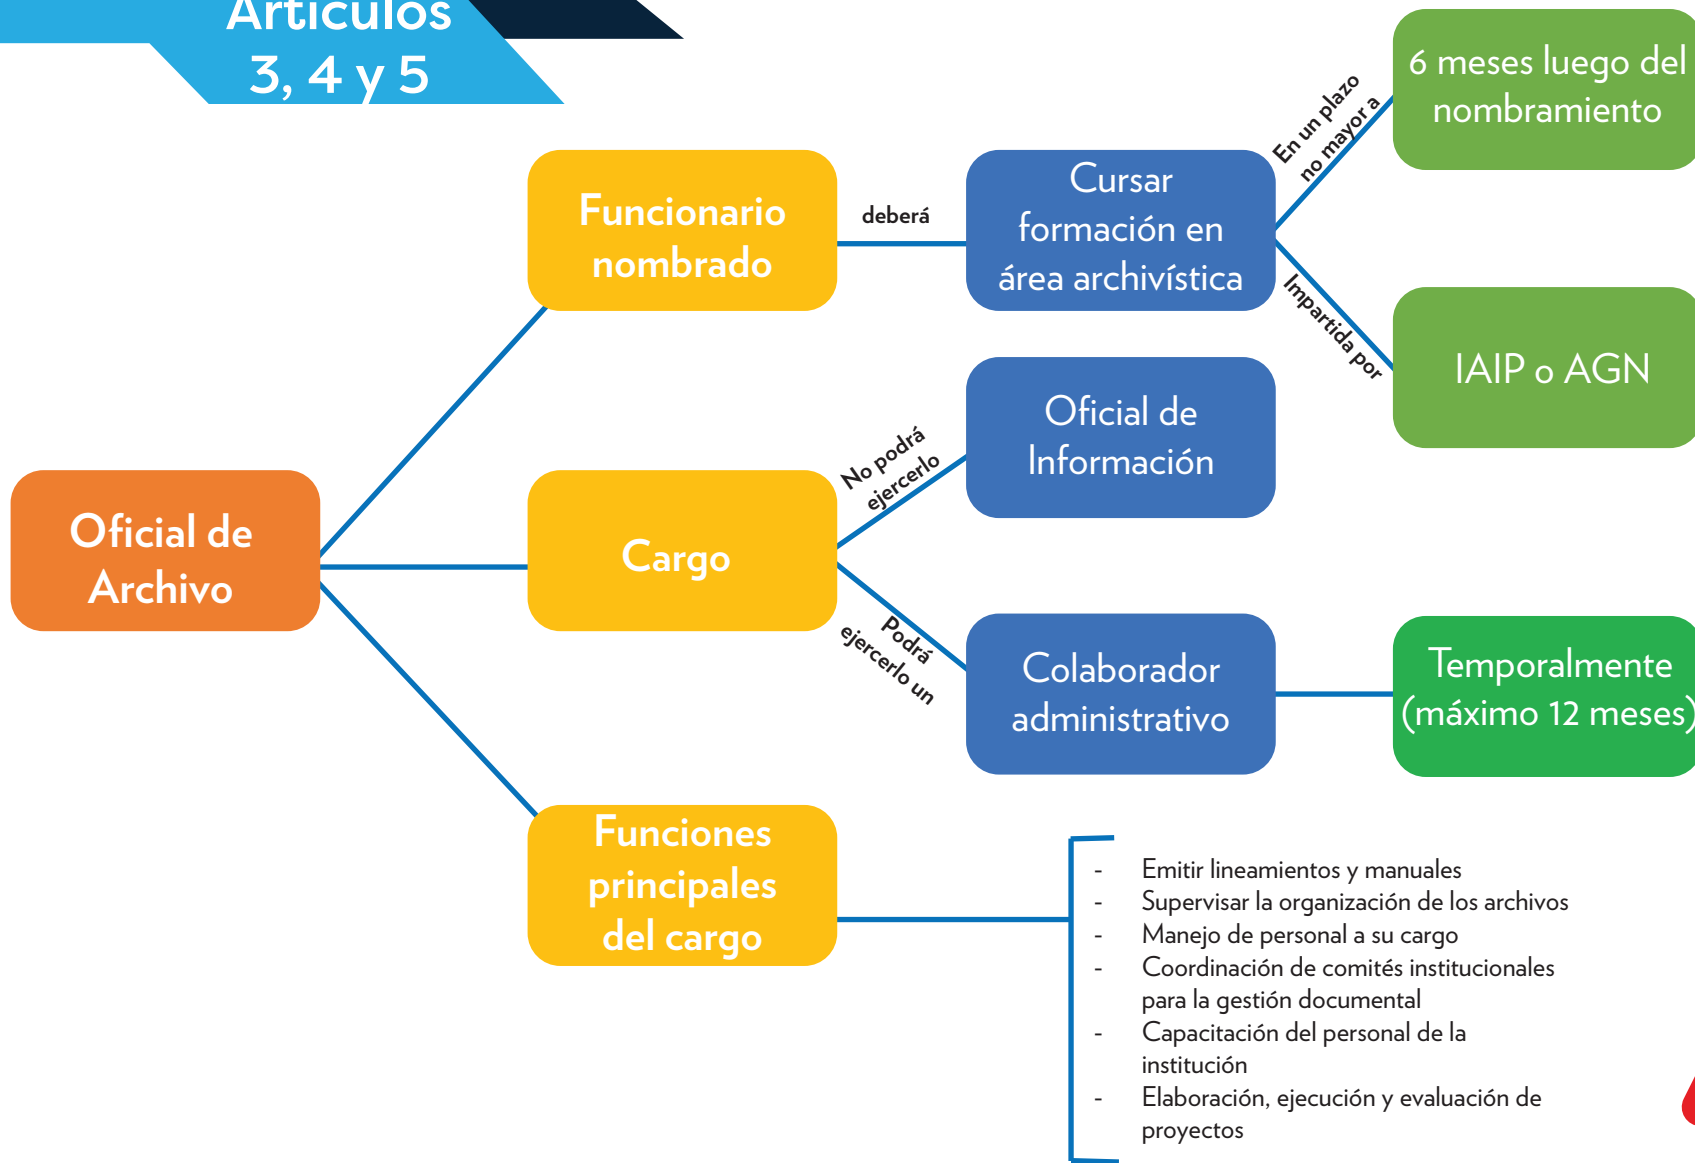 Artículos
3, 4 y 5
Oficial de
Archivo
Funcionario
nombrado
deberá
Cursar
formación en
área archivística
En un plazo
no mayor a
6 meses luego del
nombramiento
Impartida por
IAIP o AGN
Cargo
No podrá
ejercerlo
Oficial de
Información
Podrá
ejercerlo un
Colaborador
administrativo
Temporalmente
(máximo 12 meses)
Funciones
principales
del cargo
- Emitir lineamientos y manuales
- Supervisar la organización de los archivos
- Manejo de personal a su cargo
- Coordinación de comités institucionales
para la gestión documental
- Capacitación del personal de la
institución
- Elaboración, ejecución y evaluación de
proyectos